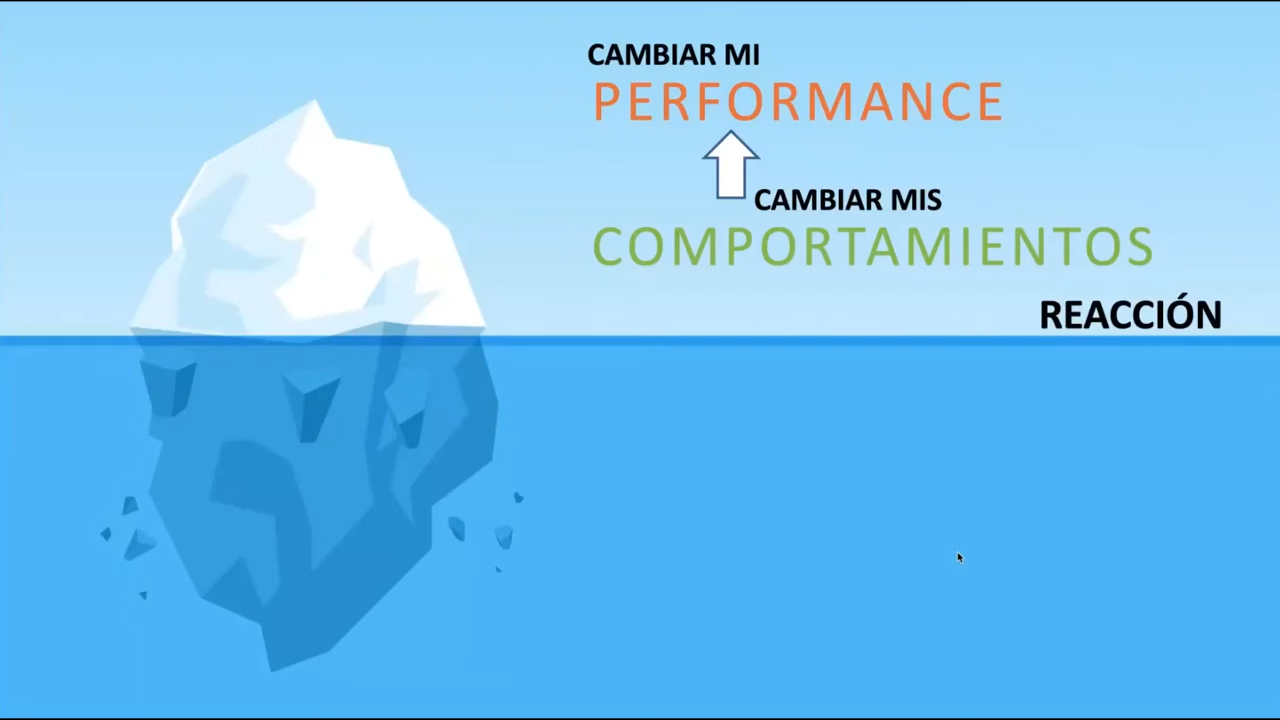 CAMBIAR MI
PERFORMANCE
CAMBIAR MIS
COMPORTAMIENTOS
REACCIÓN